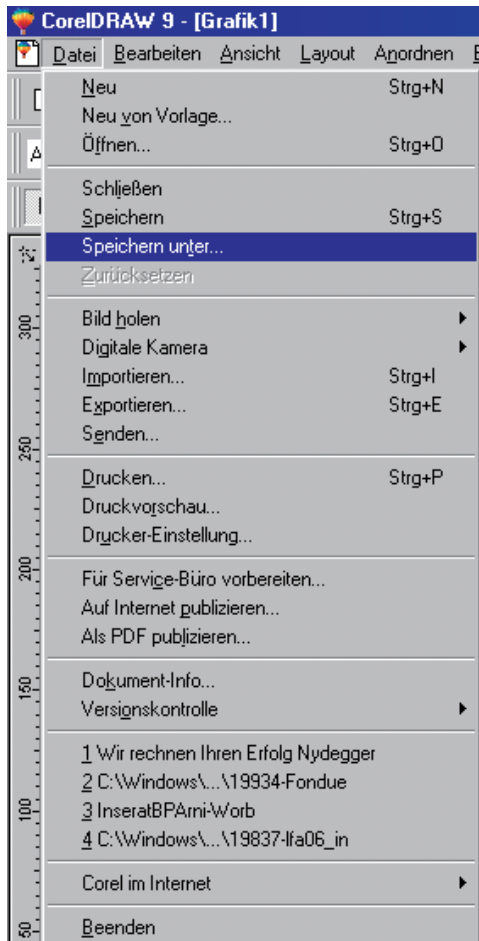 CorelDRAW 9 - [Grafik1]
Datei Bearbeiten Ansicht Layout Anordnen
Neu Strg+N
Neu von Vorlage...
Öffnen... Strg+O
Schließen
Speichern Strg+S
Speichern unter...
Zurücksetzen
Bild holen
Digitale Kamera
Importieren... Strg+I
Exportieren... Strg+E
Senden...
Drucken... Strg+P
Druckvorschau...
Drucker-Einstellung...
Für Service-Büro vorbereiten...
Auf Internet publizieren...
Als PDF publizieren...
Dokument-Info...
Versionskontrolle
1 Wir rechnen Ihren Erfolg Nydegger
2 C:\Windows\...\19934-Fondue
3 InseratBPArni-Worb
4 C:\Windows\...\19837-Ifa06_in
Corel im Internet
Beenden
300
250
200
150
100
50